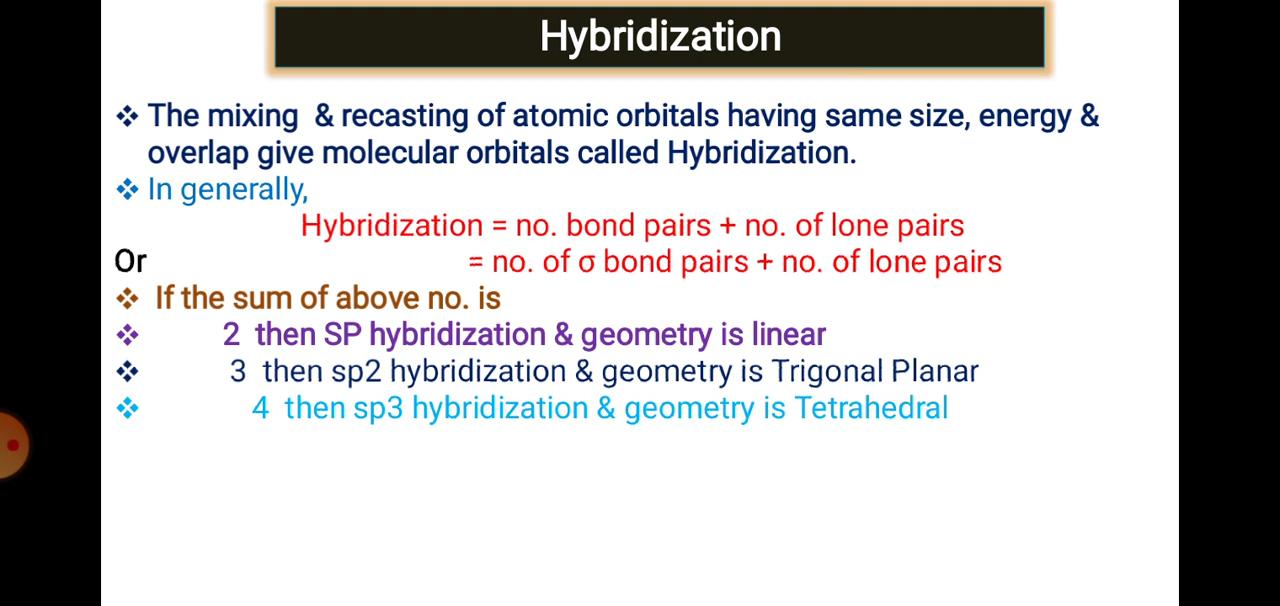 Hybridization
❖ The mixing & recasting of atomic orbitals having same size, energy &
overlap give molecular orbitals called Hybridization.
❖ In generally,
Hybridization = no. bond pairs + no. of lone pairs
Or = no. of σ bond pairs + no. of lone pairs
❖ If the sum of above no. is
❖ 2 then SP hybridization & geometry is linear
❖ 3 then sp2 hybridization & geometry is Trigonal Planar
❖ 4 then sp3 hybridization & geometry is Tetrahedral